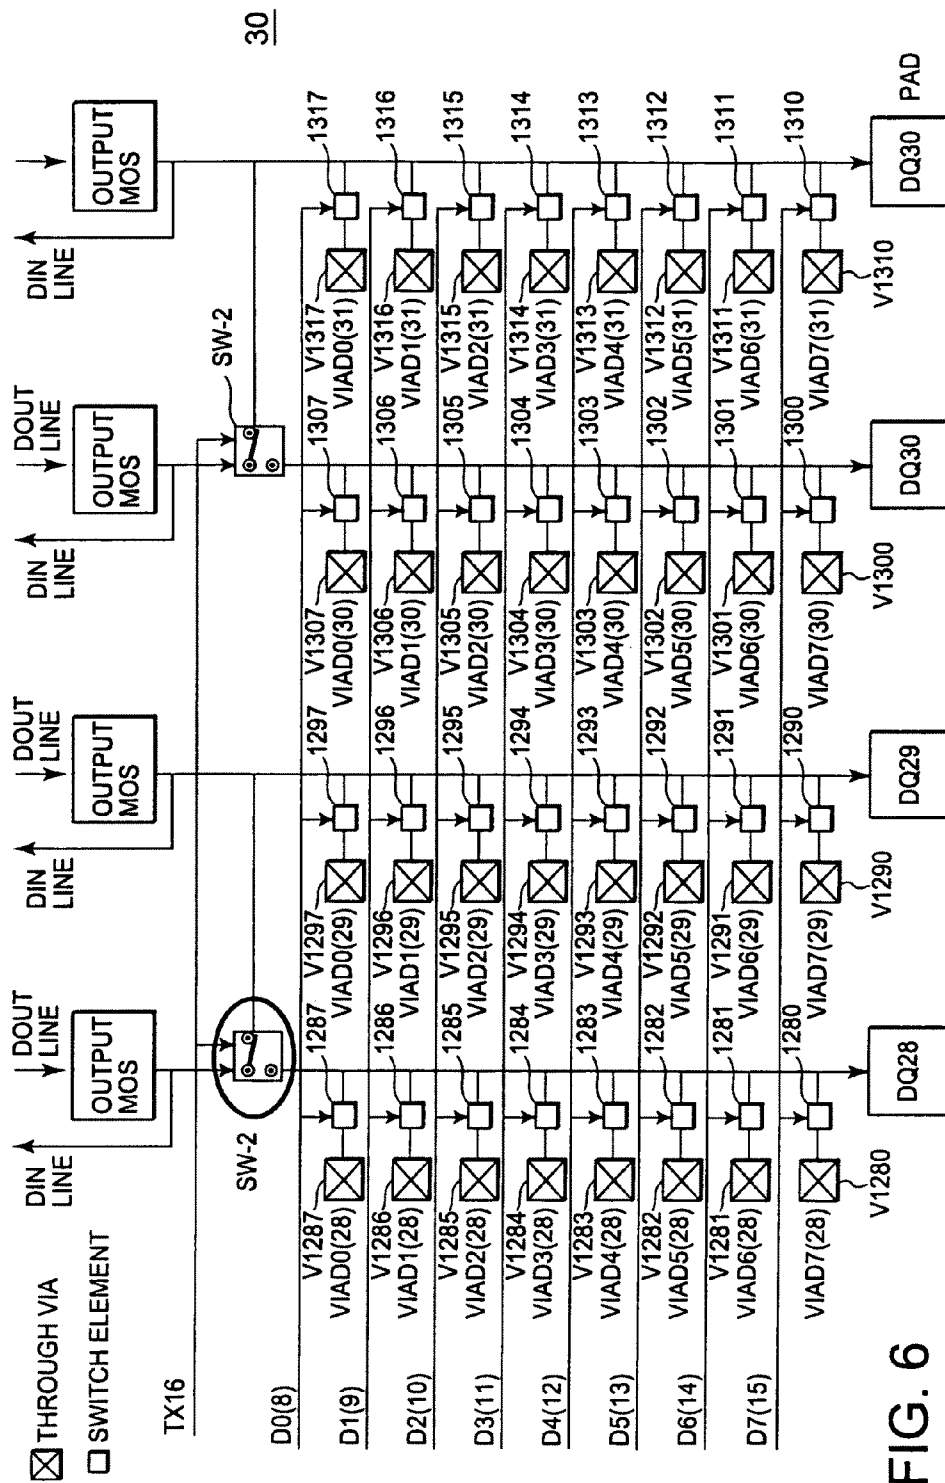 30
THROUGH VIA
SWITCH ELEMENT
DIN LINE
DOUT LINE
OUTPUT MOS
DIN LINE
DOUT LINE
OUTPUT MOS
DIN LINE
DOUT LINE
OUTPUT MOS
DIN LINE
OUTPUT MOS
TX16
SW-2
SW-2
D0(8)
V1287
1287
V1297
1297
V1307
1307
V1317
1317
VIAD0(28)
VIAD0(29)
VIAD0(30)
VIAD0(31)
D1(9)
V1286
1286
V1296
1296
V1306
1306
V1316
1316
VIAD1(28)
VIAD1(29)
VIAD1(30)
VIAD1(31)
D2(10)
V1285
1285
V1295
1295
V1305
1305
V1315
1315
VIAD2(28)
VIAD2(29)
VIAD2(30)
VIAD2(31)
D3(11)
V1284
1284
V1294
1294
V1304
1304
V1314
1314
VIAD3(28)
VIAD3(29)
VIAD3(30)
VIAD3(31)
D4(12)
V1283
1283
V1293
1293
V1303
1303
V1313
1313
VIAD4(28)
VIAD4(29)
VIAD4(30)
VIAD4(31)
D5(13)
V1282
1282
V1292
1292
V1302
1302
V1312
1312
VIAD5(28)
VIAD5(29)
VIAD5(30)
VIAD5(31)
D6(14)
V1281
1281
V1291
1291
V1301
1301
V1311
1311
VIAD6(28)
VIAD6(29)
VIAD6(30)
VIAD6(31)
D7(15)
1280
1290
1300
1310
VIAD7(28)
VIAD7(29)
VIAD7(30)
VIAD7(31)
V1280
V1290
V1300
V1310
DQ28
DQ29
DQ30
DQ30
PAD
FIG. 6